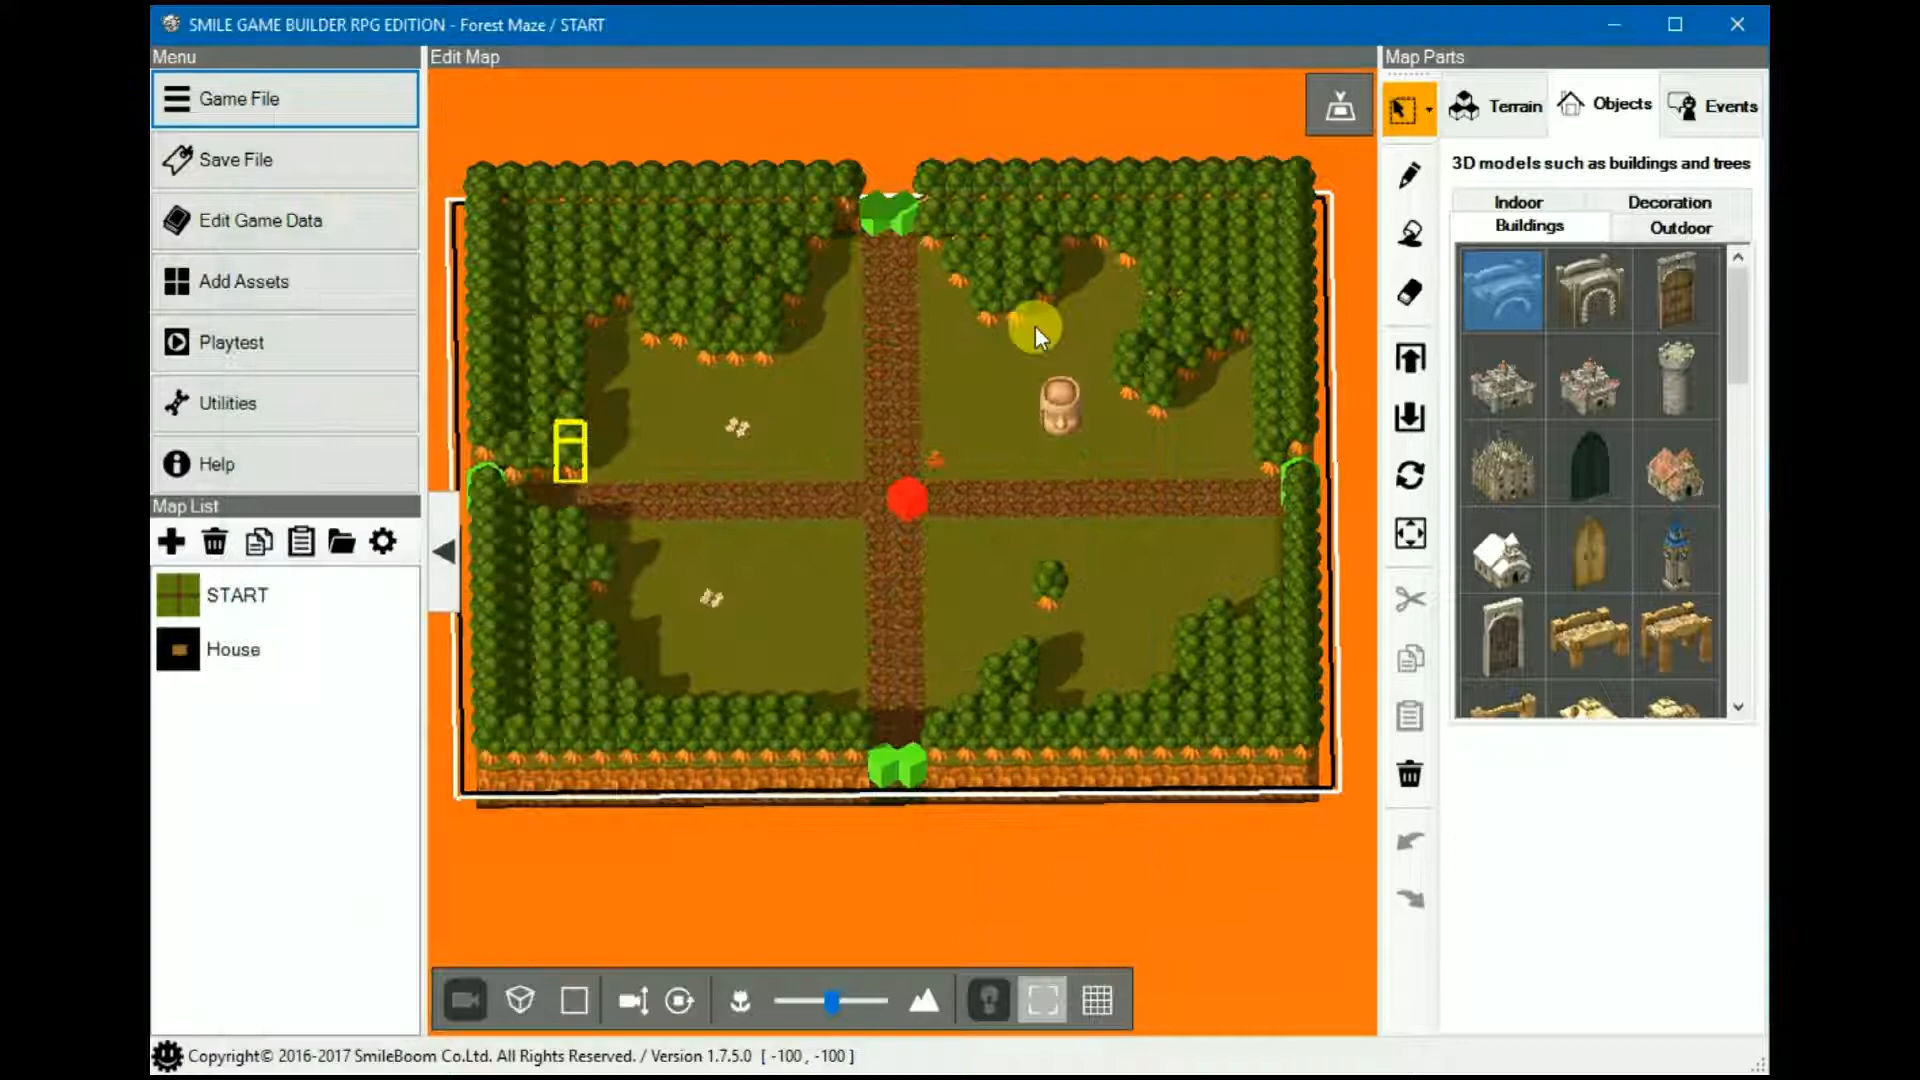 SMILE GAME BUILDER RPG EDITION - Forest Maze / START
Menu
Edit Map
Map Parts
Game File
Save File
Edit Game Data
Add Assets
Playtest
Utilities
Help
Map List
START
House
Terrain
Objects
Events
3D models such as buildings and trees
Indoor
Decoration
Buildings
Outdoor
Copyright© 2016-2017 SmileBoom Co.Ltd. All Rights Reserved. / Version 1.7.5.0 [ -100 , -100 ]